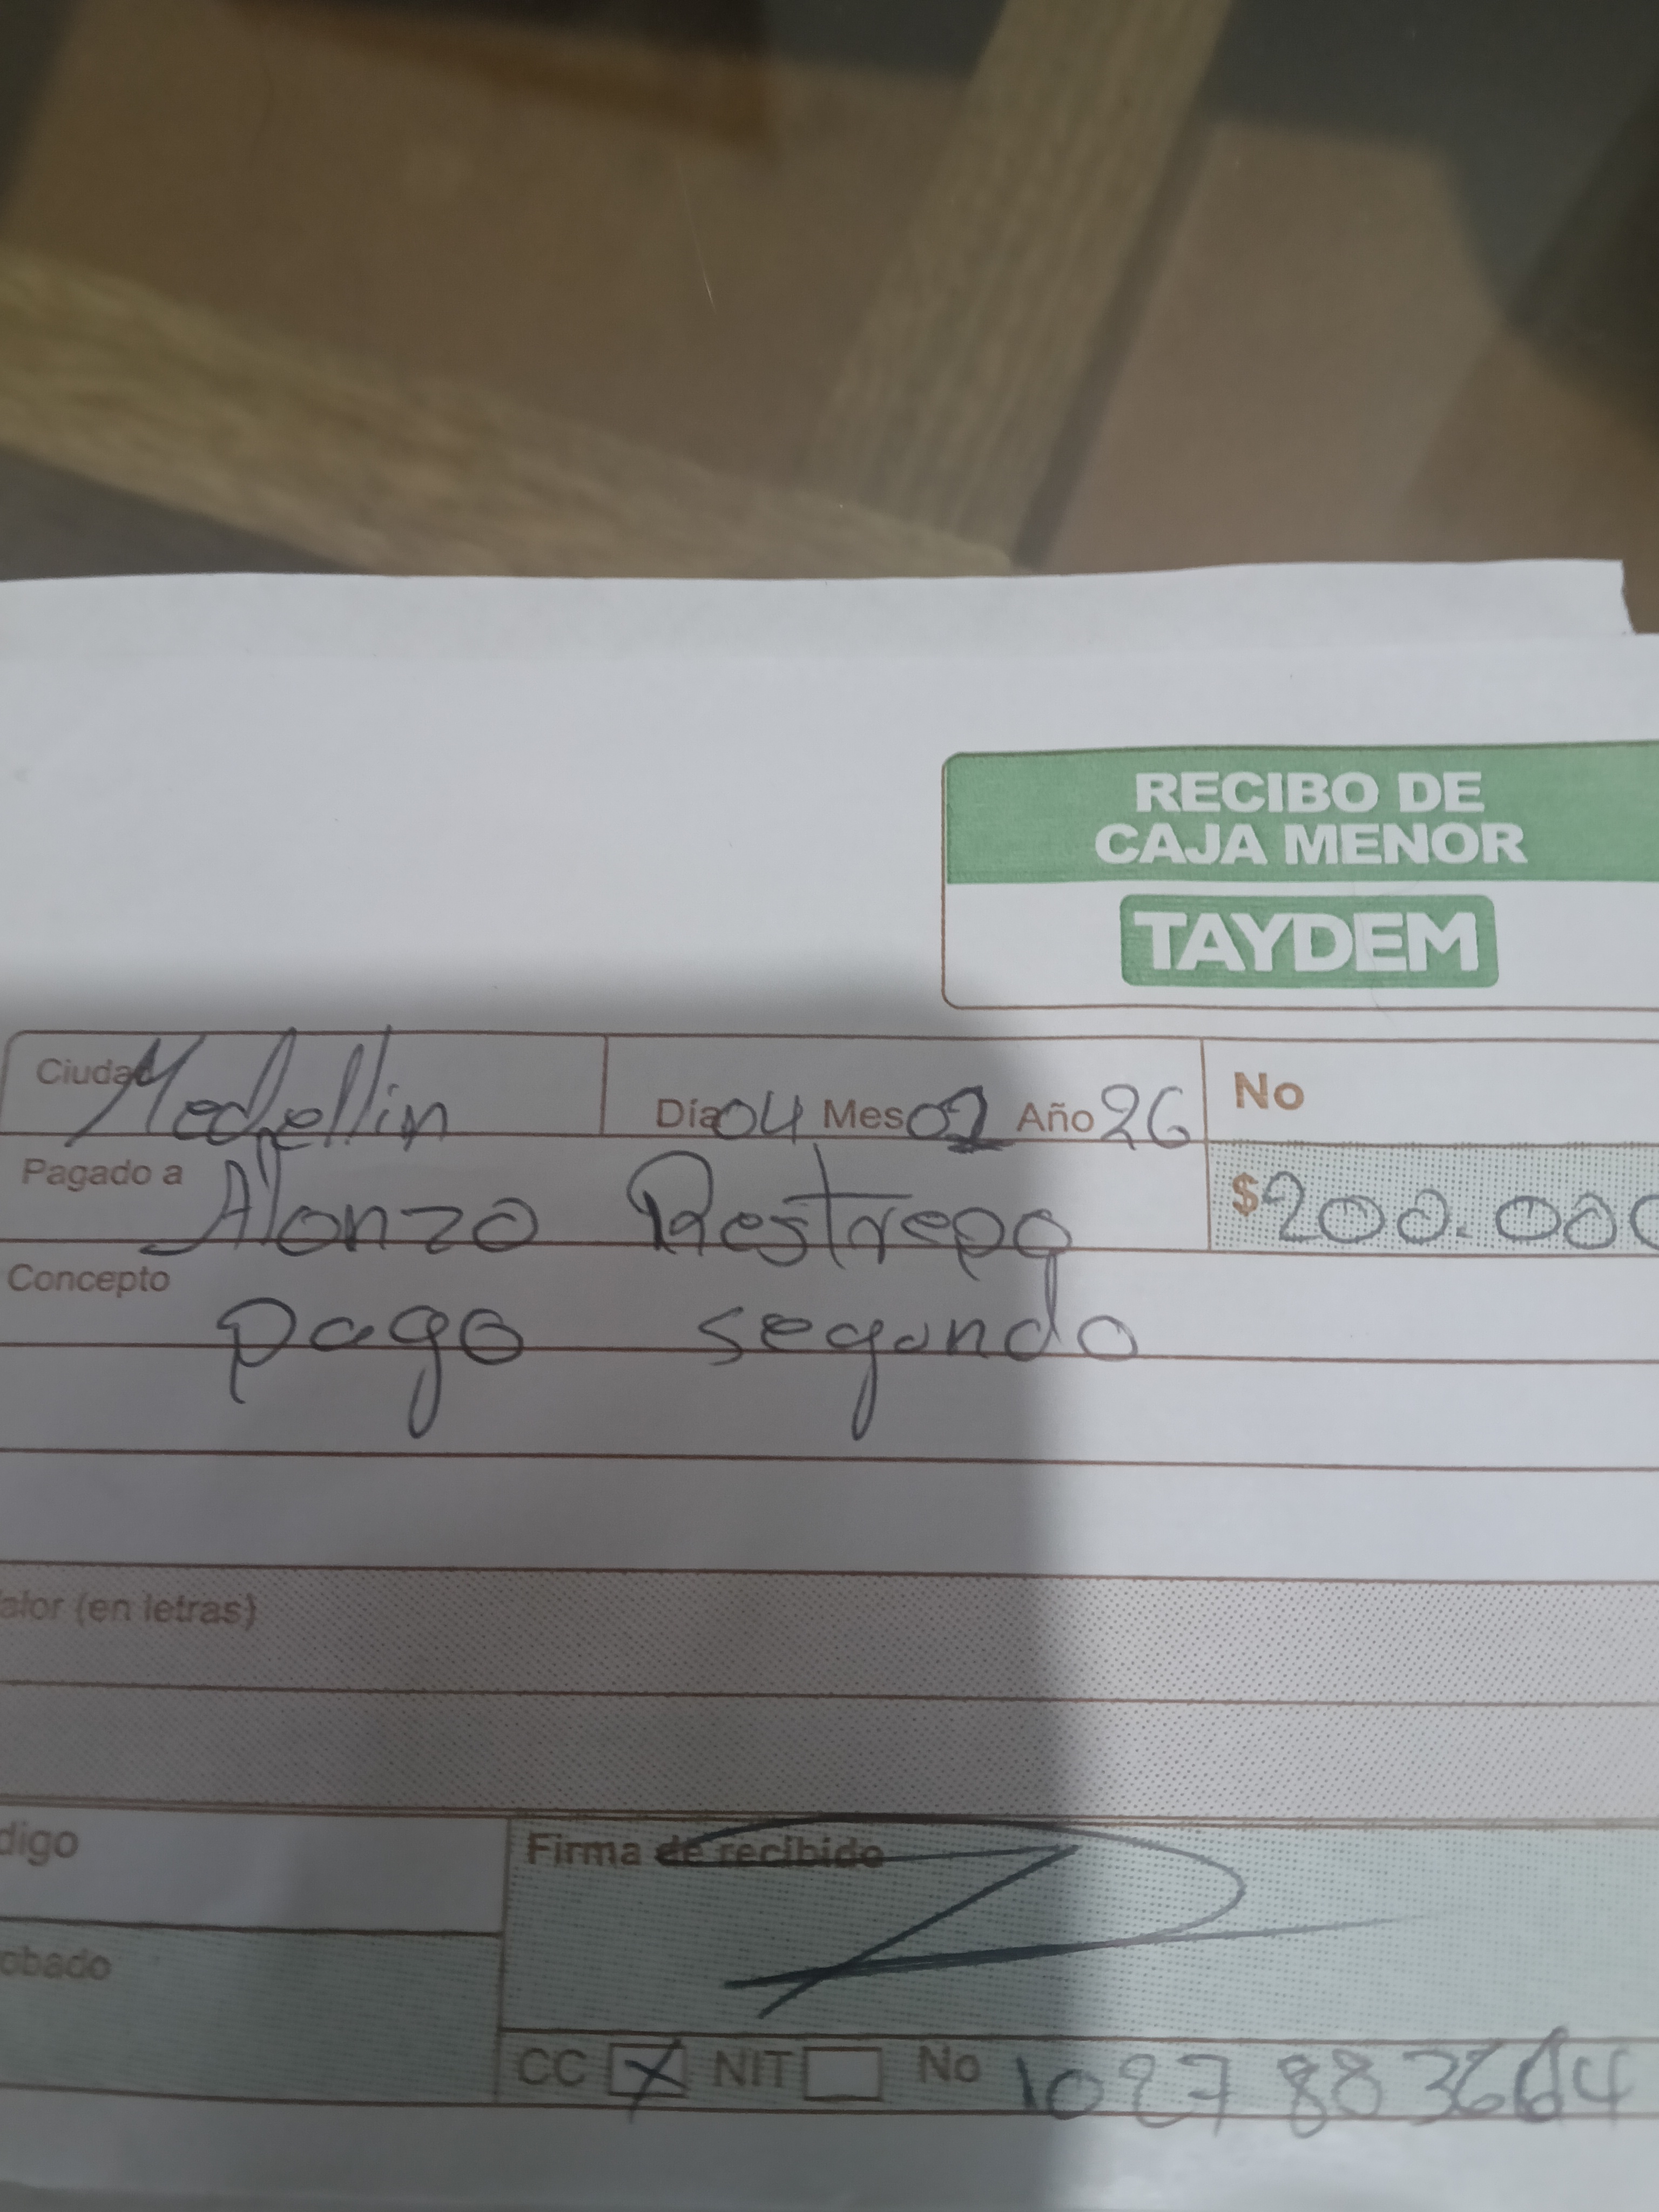 RECIBO DE
CAJA MENOR
TAYDEM
Ciudad Medellin Día 04 Mes 02 Año 26 No
Pagado a Alonzo Restrepo $200.000
Concepto
pago segundo
alor (en letras)
digo
Firma de recibido
obado
CC X NIT No